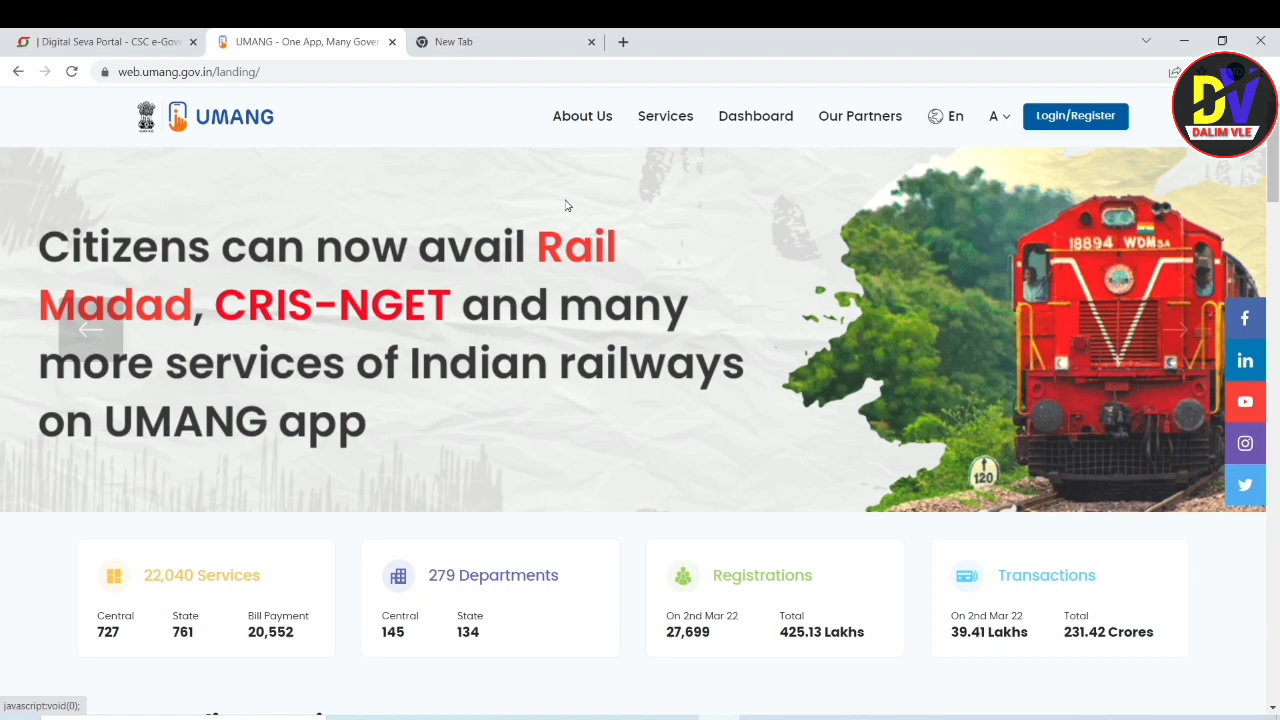 | Digital Seva Portal - CSC e-Gov
UMANG - One App, Many Gover
New Tab
web.umang.gov.in/landing/
UMANG
About Us
Services
Dashboard
Our Partners
En
A
Login/Register
DV
DALIM VLE
Citizens can now avail Rail
Madad, CRIS-NGET and many
more services of Indian railways
on UMANG app
18894 WDM3A
120
22,040 Services
Central State Bill Payment
727 761 20,552
279 Departments
Central State
145 134
Registrations
On 2nd Mar 22 Total
27,699 425.13 Lakhs
Transactions
On 2nd Mar 22 Total
39.41 Lakhs 231.42 Crores
javascript:void(0);